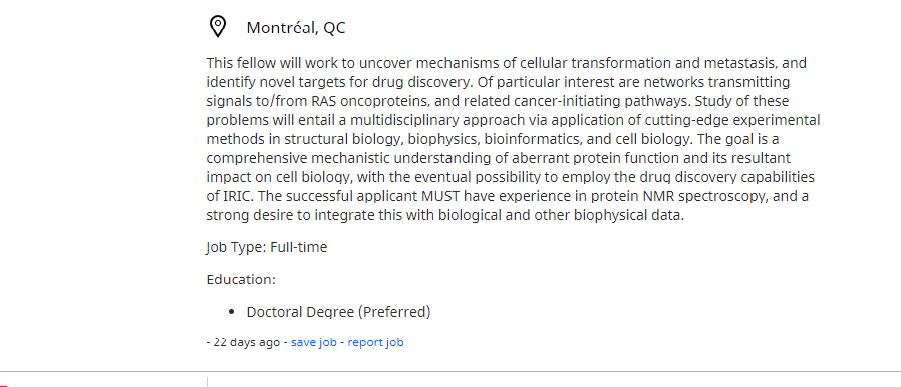 Montréal, QC
This fellow will work to uncover mechanisms of cellular transformation and metastasis, and
identify novel targets for drug discovery. Of particular interest are networks transmitting
signals to/from RAS oncoproteins, and related cancer-initiating pathways. Study of these
problems will entail a multidisciplinary approach via application of cutting-edge experimental
methods in structural biology, biophysics, bioinformatics, and cell biology. The goal is a
comprehensive mechanistic understanding of aberrant protein function and its resultant
impact on cell biology, with the eventual possibility to employ the drug discovery capabilities
of IRIC. The successful applicant MUST have experience in protein NMR spectroscopy, and a
strong desire to integrate this with biological and other biophysical data.
Job Type: Full-time
Education:
• Doctoral Degree (Preferred)
- 22 days ago - save job - report job